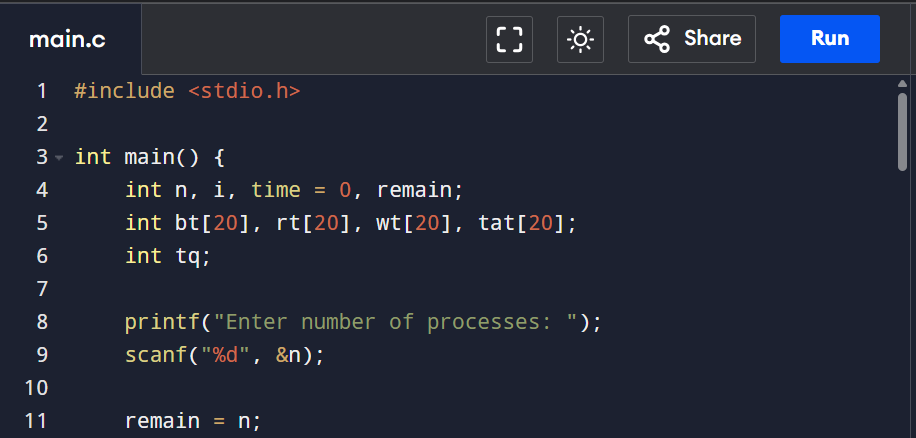 main.c
Share
Run
1 #include <stdio.h>
2
3 int main() {
4     int n, i, time = 0, remain;
5     int bt[20], rt[20], wt[20], tat[20];
6     int tq;
7
8     printf("Enter number of processes: ");
9     scanf("%d", &n);
10
11     remain = n;